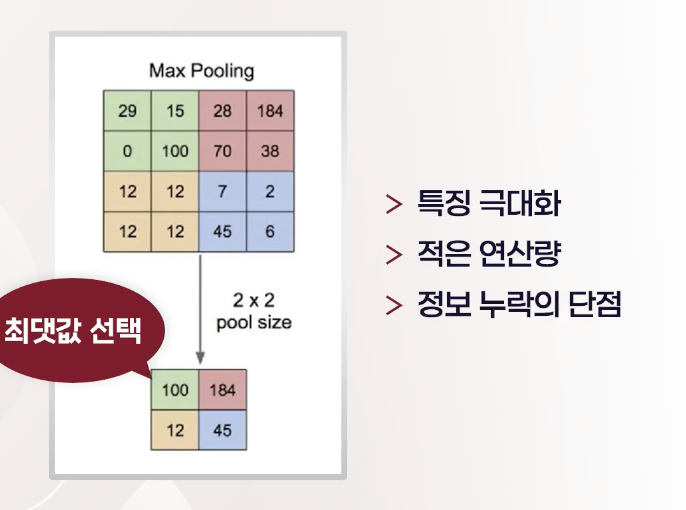 Max Pooling
29 15 28 184
0 100 70 38
12 12 7 2
12 12 45 6
2 x 2
pool size
최댓값 선택
100 184
12 45
> 특징 극대화
> 적은 연산량
> 정보 누락의 단점